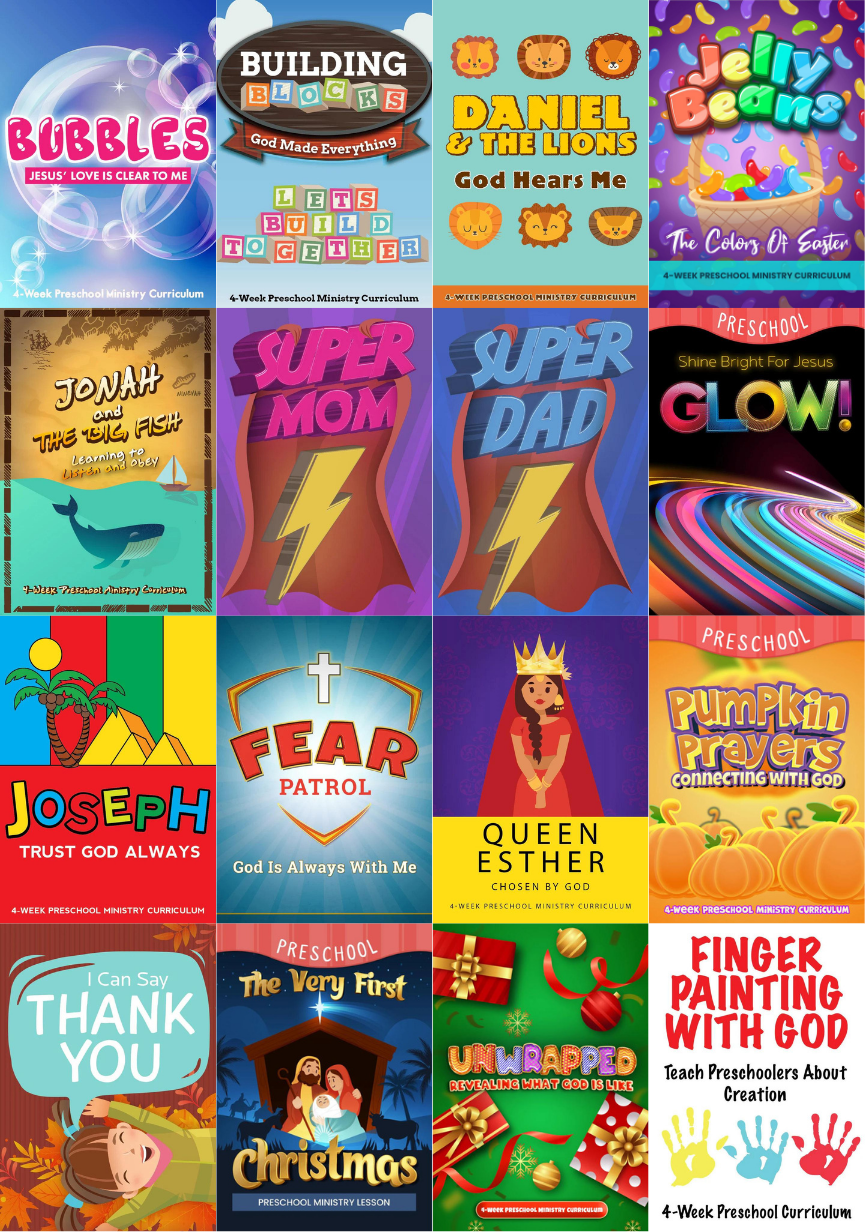 BUBBLES
JESUS' LOVE IS CLEAR TO ME
4-Week Preschool Ministry Curriculum
BUILDING
BLOCKS
God Made Everything
LETS
BUILD
TOGETHER
4-Week Preschool Ministry Curriculum
DANIEL
& THE LIONS
God Hears Me
4-WEEK PRESCHOOL MINISTRY CURRICULUM
Jelly
Beans
The Colors Of Easter
4-WEEK PRESCHOOL MINISTRY CURRICULUM
JONAH
and
THE BIG FISH
Learning to
Listen and Obey
NINEVAH
4-Week Preschool Ministry Curriculum
SUPER
MOM
SUPER
DAD
PRESCHOOL
Shine Bright For Jesus
GLOW!
JOSEPH
TRUST GOD ALWAYS
4-WEEK PRESCHOOL MINISTRY CURRICULUM
FEAR
PATROL
God Is Always With Me
QUEEN
ESTHER
CHOSEN BY GOD
4-WEEK PRESCHOOL MINISTRY CURRICULUM
PRESCHOOL
Pumpkin
Prayers
CONNECTING WITH GOD
4-WEEK PRESCHOOL MINISTRY CURRICULUM
I Can Say
THANK
YOU
PRESCHOOL
The Very First
Christmas
PRESCHOOL MINISTRY LESSON
UNWRAPPED
REVEALING WHAT GOD IS LIKE
4-WEEK PRESCHOOL MINISTRY CURRICULUM
FINGER
PAINTING
WITH GOD
Teach Preschoolers About
Creation
4-Week Preschool Curriculum